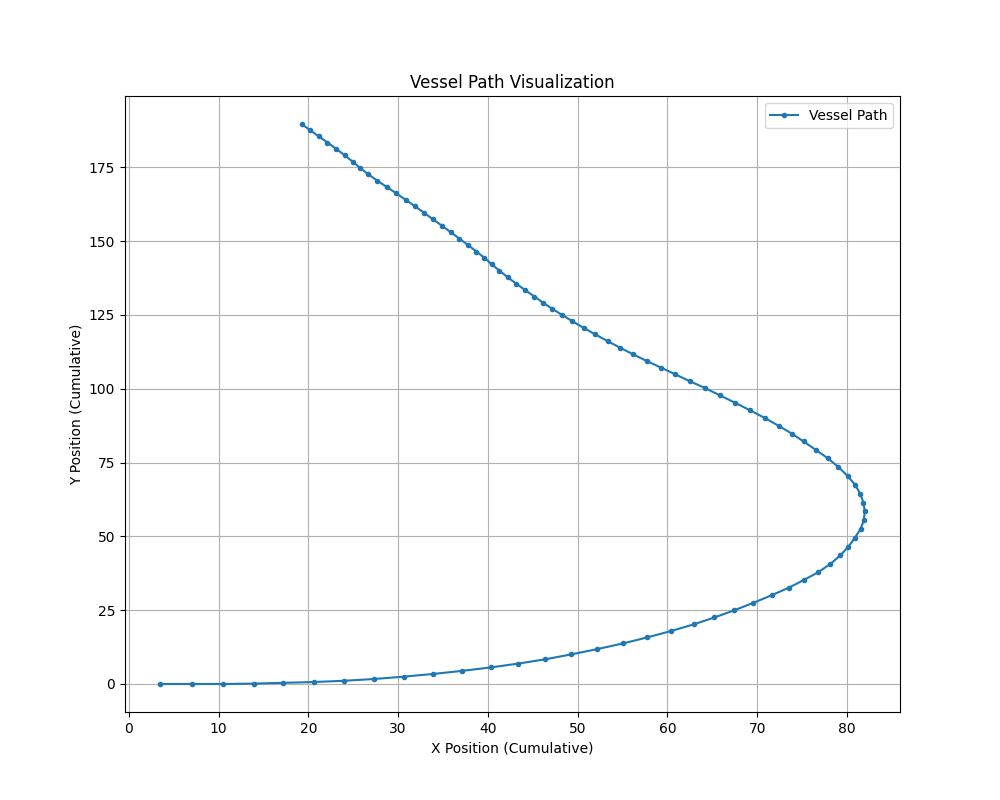 Vessel Path Visualization
Vessel Path
175
150
125
100
75
50
25
0
Y Position (Cumulative)
0 10 20 30 40 50 60 70 80
X Position (Cumulative)